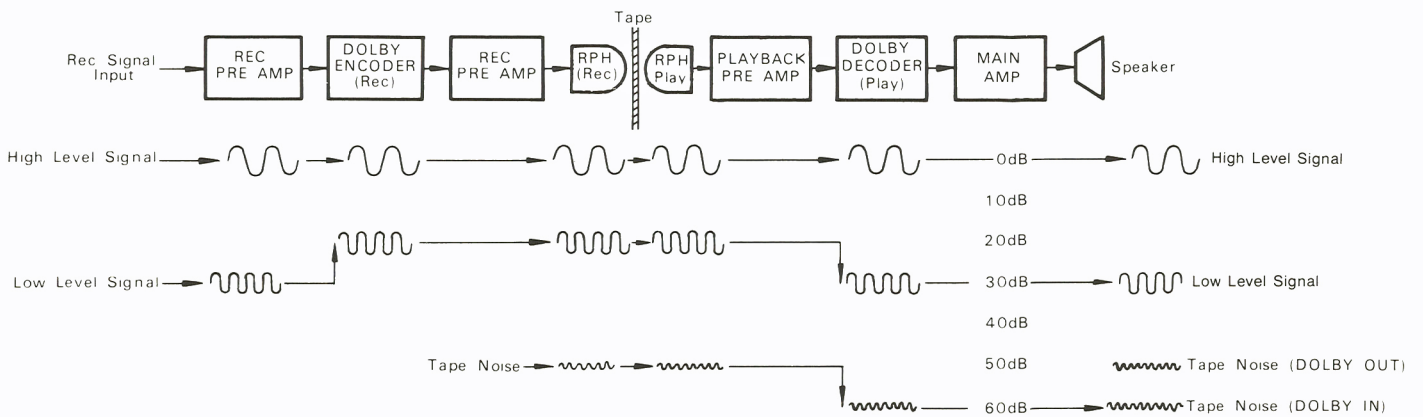 Tape
Rec Signal
Input
REC
PRE AMP
DOLBY
ENCODER
(Rec)
REC
PRE AMP
RPH
(Rec)
RPH
Play
PLAYBACK
PRE AMP
DOLBY
DECODER
(Play)
MAIN
AMP
Speaker
High Level Signal
0dB
High Level Signal
10dB
20dB
Low Level Signal
30dB
Low Level Signal
40dB
Tape Noise
50dB
Tape Noise (DOLBY OUT)
60dB
Tape Noise (DOLBY IN)